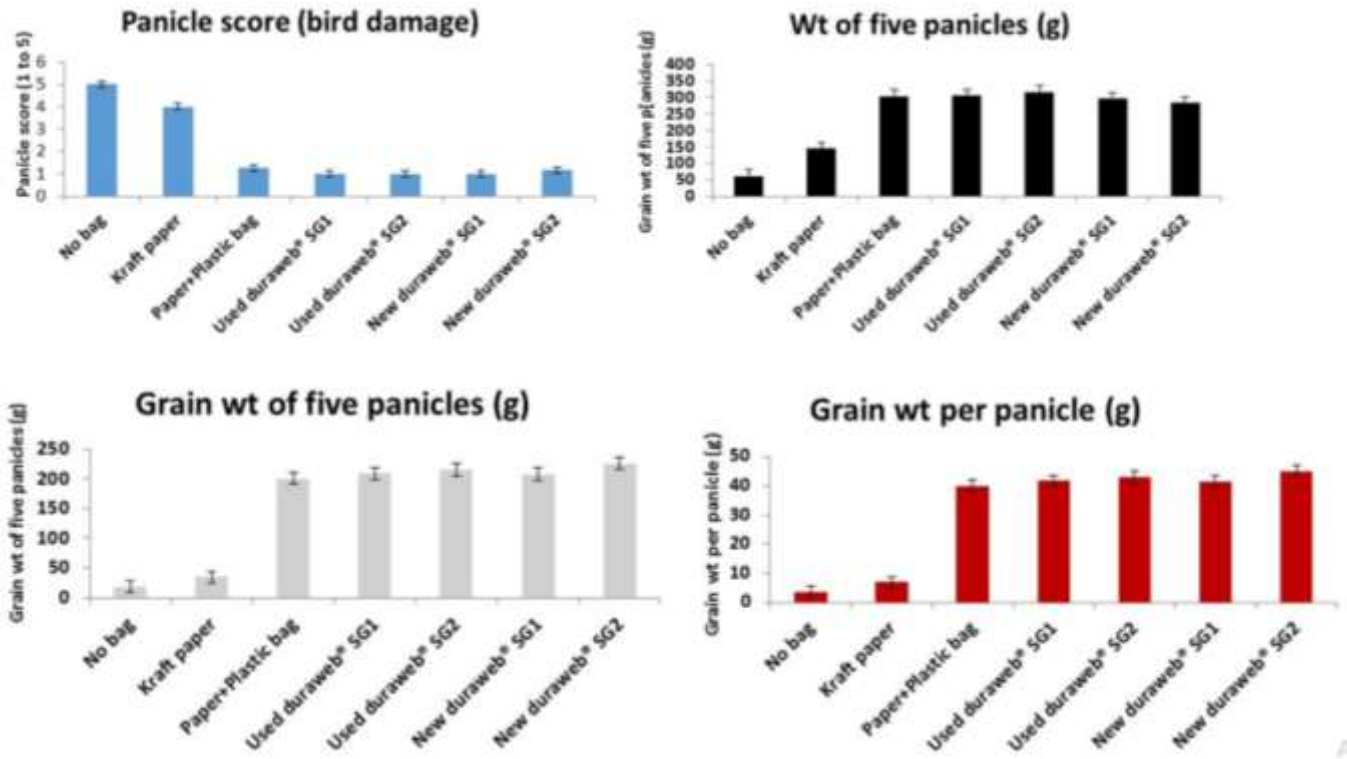 Panicle score (bird damage)
Panicle score (1 to 5)
6
5
4
3
2
1
0
No bag
Kraft paper
Paper+Plastic bag
Used duraweb® SG1
Used duraweb® SG2
New duraweb® SG1
New duraweb® SG2
Wt of five panicles (g)
Grain wt of five p[anicles (g)
400
350
300
250
200
150
100
50
0
No bag
Kraft paper
Paper+Plastic bag
Used duraweb® SG1
Used duraweb® SG2
New duraweb® SG1
New duraweb® SG2
Grain wt of five panicles (g)
Grain wt of five panicles (g)
250
200
150
100
50
0
No bag
Kraft paper
Paper+Plastic bag
Used duraweb® SG1
Used duraweb® SG2
New duraweb® SG1
New duraweb® SG2
Grain wt per panicle (g)
Grain wt per panicle (g)
50
40
30
20
10
0
No bag
Kraft paper
Paper+Plastic bag
Used duraweb® SG1
Used duraweb® SG2
New duraweb® SG1
New duraweb® SG2